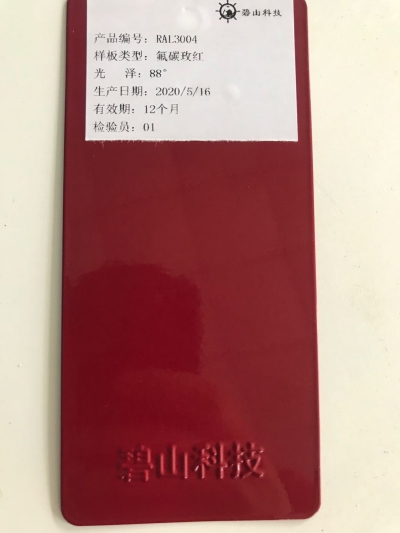 碧山科技
产品编号: RAL3004
样板类型: 氟碳玫红
光　泽: 88°
生产日期: 2020/5/16
有效期: 12个月
检验员: 01
碧山科技